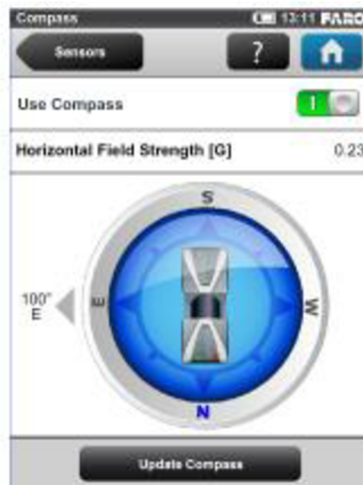 Compass 13:11 FARO
Sensors ?
Use Compass I
Horizontal Field Strength [G] 0.23
S
100°
E
E W
N
Update Compass